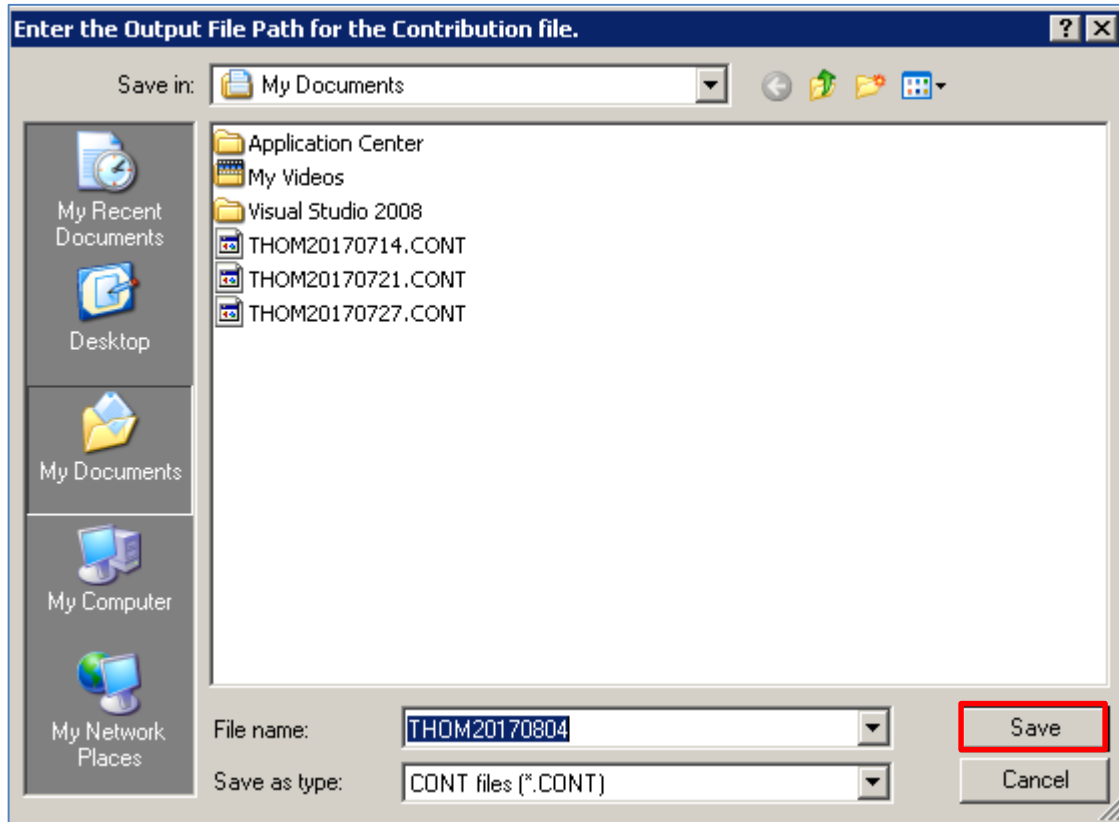 Enter the Output File Path for the Contribution file.
Save in: My Documents
My Recent
Documents
Desktop
My Documents
My Computer
My Network
Places
Application Center
My Videos
Visual Studio 2008
THOM20170714.CONT
THOM20170721.CONT
THOM20170727.CONT
File name: THOM20170804 Save
Save as type: CONT files (*.CONT) Cancel